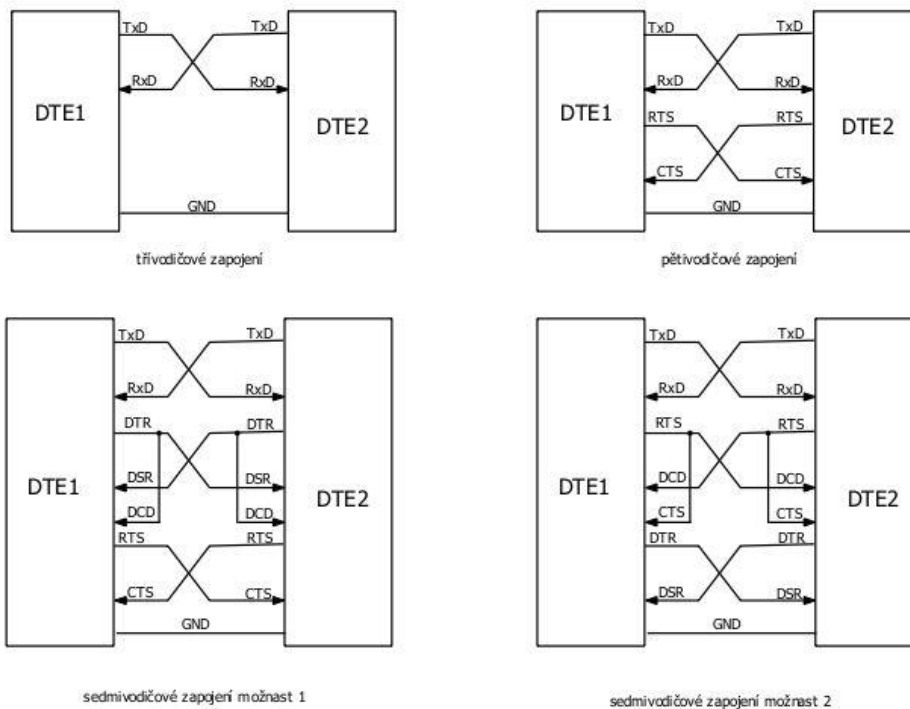 TxD TxD
RxD RxD
DTE1
DTE2
GND
třívodičové zapojení
TxD TxD
RxD RxD
DTE1
RTS RTS
DTE2
CTS CTS
GND
pětivodičové zapojení
TxD TxD
RxD RxD
DTR DTR
DSR DSR
DTE1
DTE2
DCD DCD
RTS RTS
CTS CTS
GND
sedmivodičové zapojení možnast 1
TxD TxD
RxD RxD
RTS RTS
DCD DCD
DTE1
DTE2
CTS CTS
DTR DTR
DSR DSR
GND
sedmivodičové zapojení možnast 2